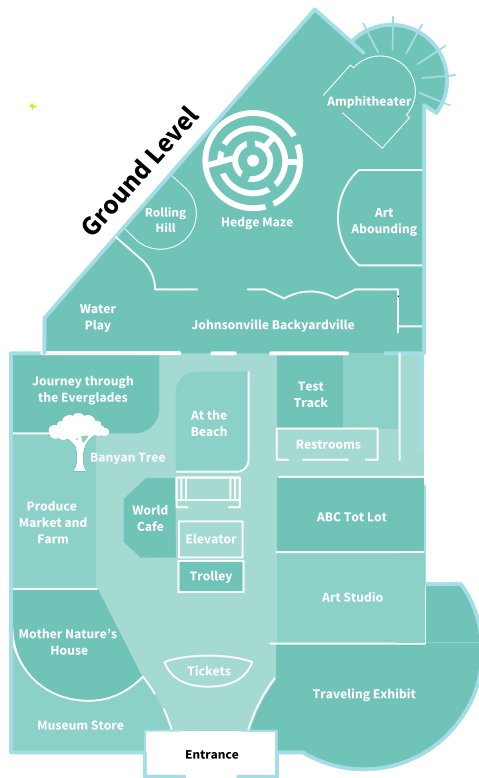 Ground Level
Amphitheater
Rolling
Hill
Hedge Maze
Art
Abounding
Water
Play
Johnsonville Backyardville
Journey through
the Everglades
At the
Beach
Test
Track
Restrooms
Banyan Tree
Produce
Market and
Farm
World
Cafe
ABC Tot Lot
Elevator
Trolley
Art Studio
Mother Nature's
House
Tickets
Traveling Exhibit
Museum Store
Entrance